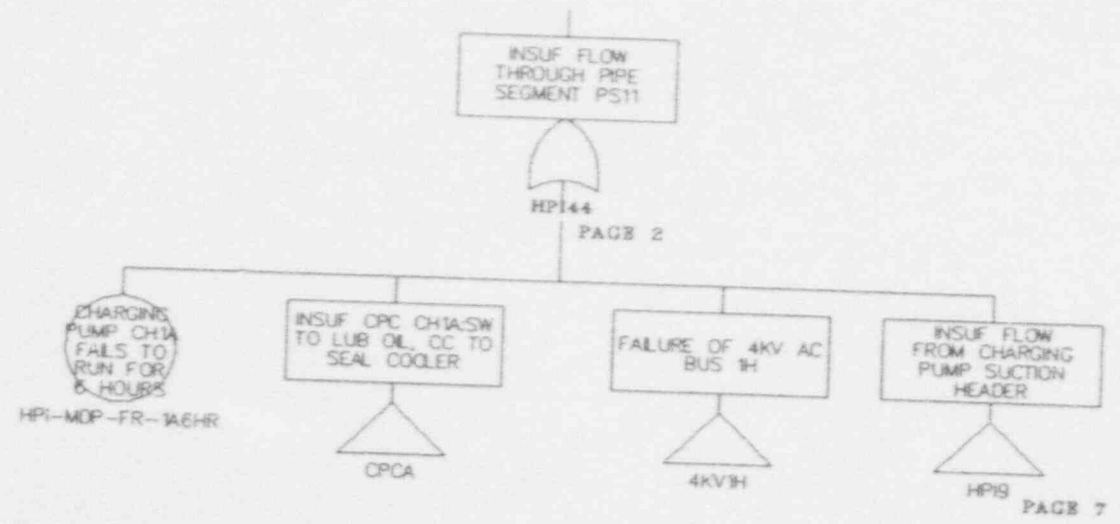 INSUF FLOW
THROUGH PIPE
SEGMENT PS11
HPI44
PAGE 2
CHARGING
PUMP CH1A
FAILS TO
RUN FOR
6 HOURS
HPI-MDP-FR-1A6HR
INSUF CPC CH1A:SW
TO LUB OIL, CC TO
SEAL COOLER
CPCA
FAILURE OF 4KV AC
BUS 1H
4KV1H
INSUF FLOW
FROM CHARGING
PUMP SUCTION
HEADER
HPI9
PAGE 7